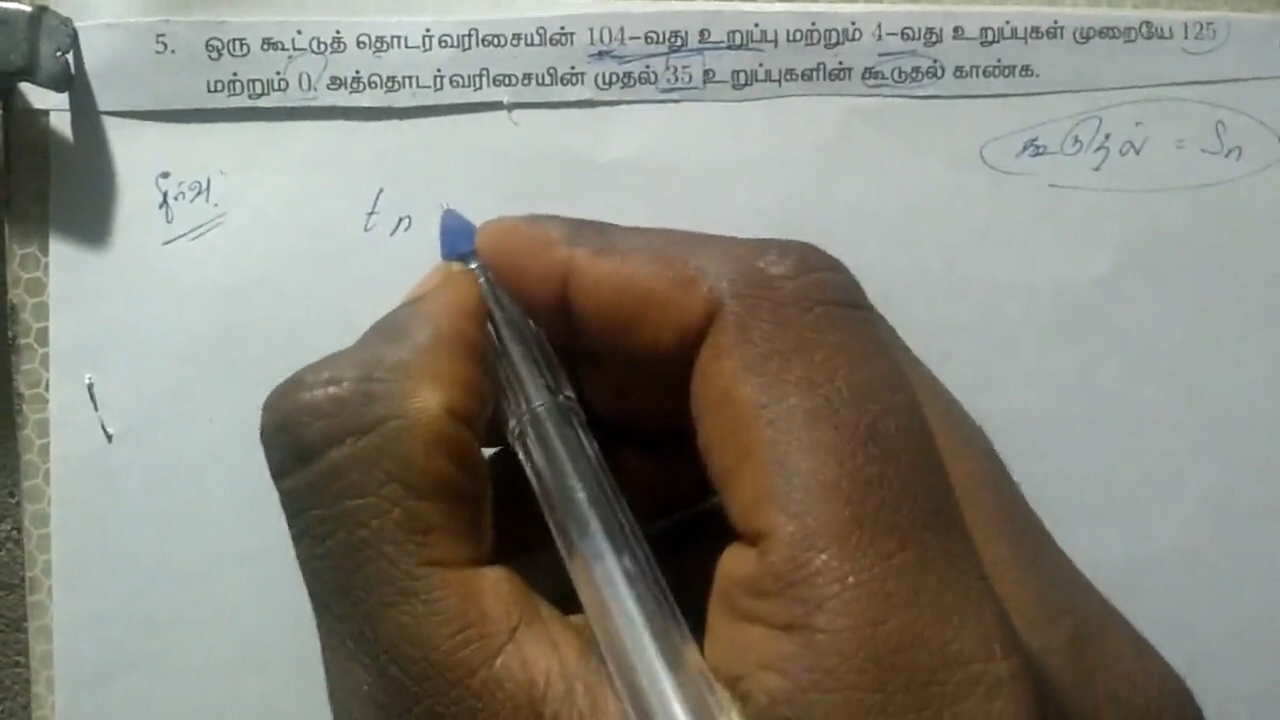 5. ஒரு கூட்டுத் தொடர்வரிசையின் 104-வது உறுப்பு மற்றும் 4-வது உறுப்புகள் முறையே 125
மற்றும் 0. அத்தொடர்வரிசையின் முதல் 35 உறுப்புகளின் கூடுதல் காண்க.
கூடுதல் = Sn
தீர்வு:
tn